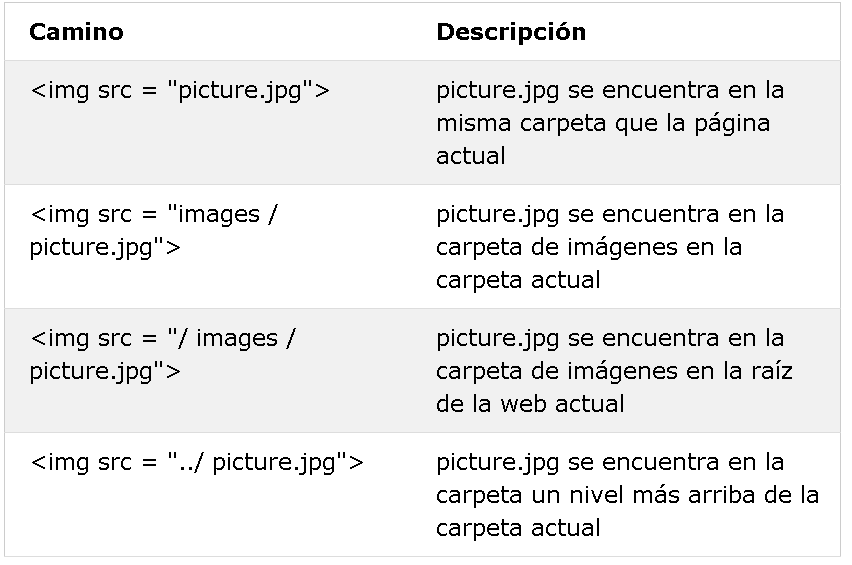 Camino Descripción
<img src = "picture.jpg"> picture.jpg se encuentra en la
misma carpeta que la página
actual
<img src = "images / picture.jpg se encuentra en la
picture.jpg"> carpeta de imágenes en la
carpeta actual
<img src = "/ images / picture.jpg se encuentra en la
picture.jpg"> carpeta de imágenes en la raíz
de la web actual
<img src = "../ picture.jpg"> picture.jpg se encuentra en la
carpeta un nivel más arriba de la
carpeta actual